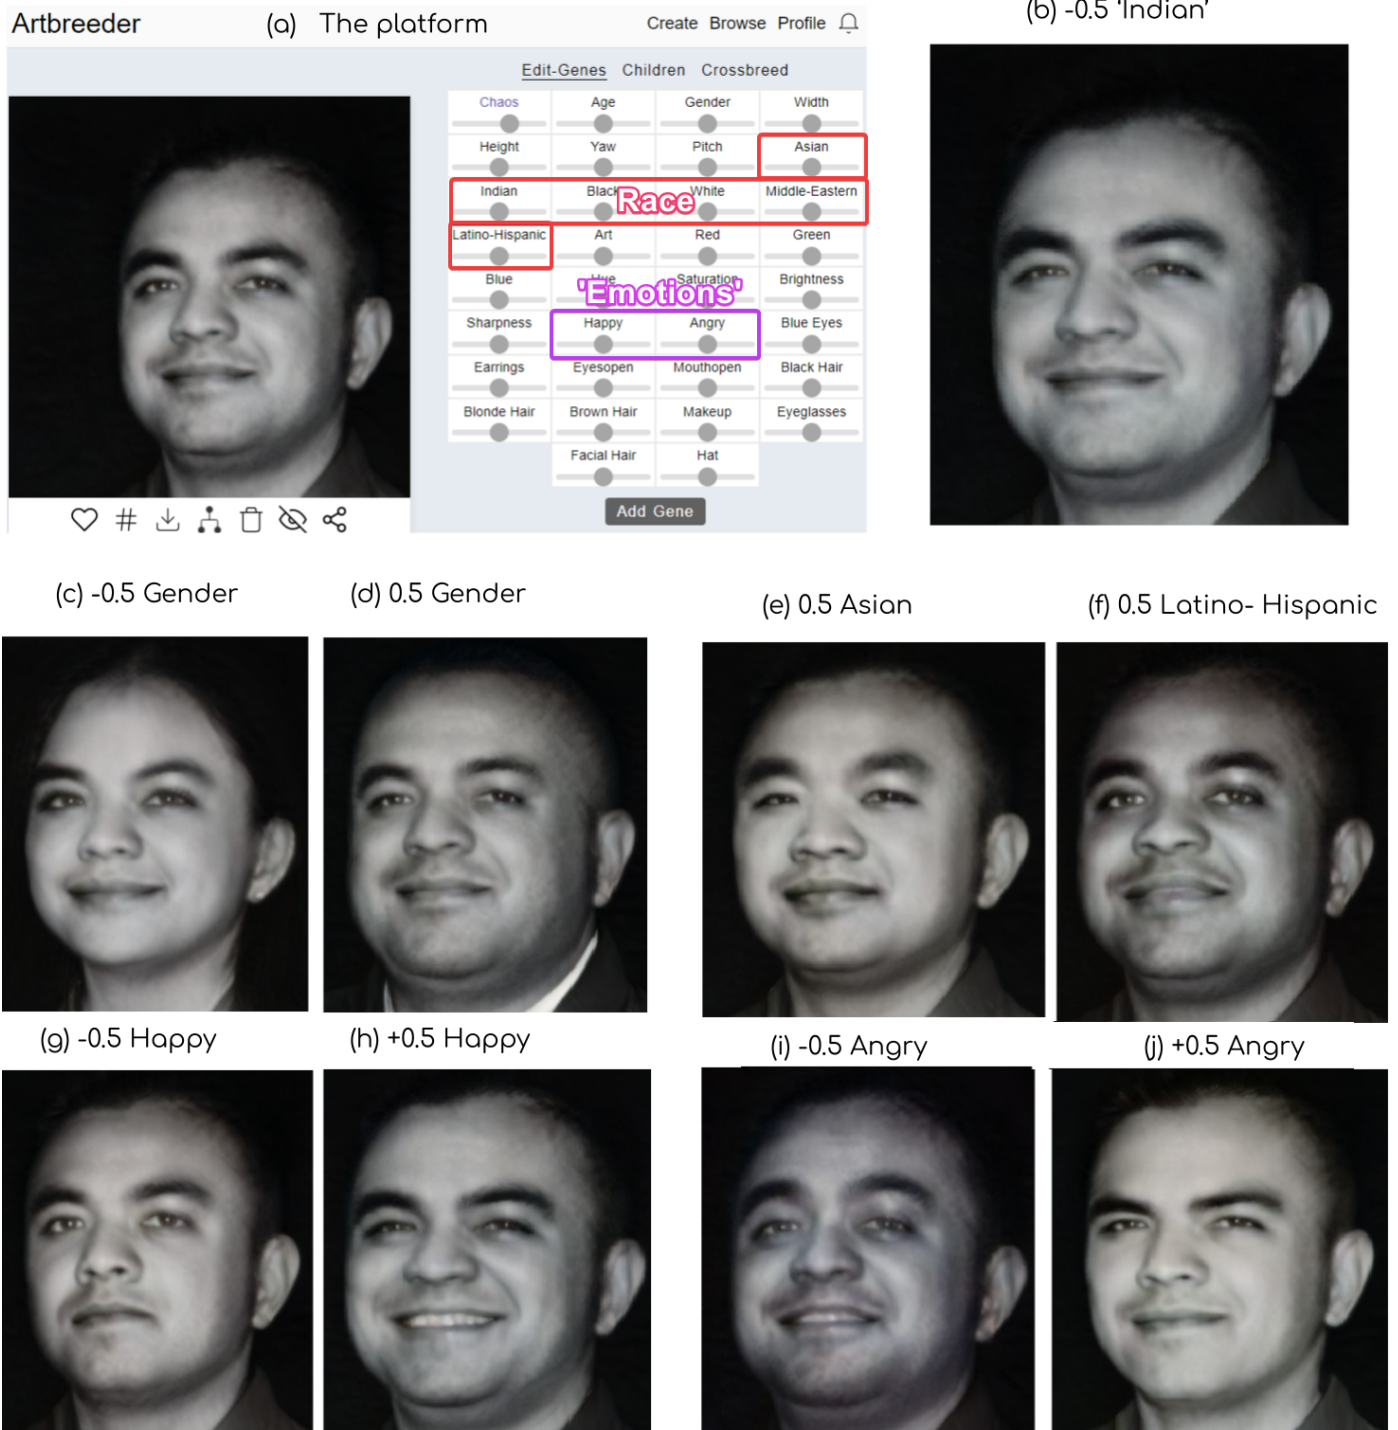 Artbreeder (a) The platform Create Browse Profile
(b) -0.5 'Indian'
Edit-Genes Children Crossbreed
Chaos Age Gender Width
Height Yaw Pitch Asian
Indian Black White Middle-Eastern
Race
Latino-Hispanic Art Red Green
Blue Hue Saturation Brightness
'Emotions'
Sharpness Happy Angry Blue Eyes
Earrings Eyesopen Mouthopen Black Hair
Blonde Hair Brown Hair Makeup Eyeglasses
Facial Hair Hat
Add Gene
(c) -0.5 Gender (d) 0.5 Gender
(e) 0.5 Asian (f) 0.5 Latino- Hispanic
(g) -0.5 Happy (h) +0.5 Happy
(i) -0.5 Angry (j) +0.5 Angry